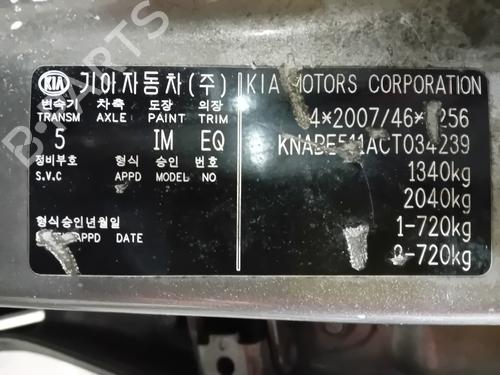 KIA 기아자동차(주)
변속기 차축 도장 의장
TRANSM AXLE PAINT TRIM
5 IM EQ
정비부호 형식 승인 번호
S.V.C APPD MODEL NO
형식승인년월일
APPD DATE
KIA MOTORS CORPORATION
4*2007/46* 256
1340kg
2040kg
1-720kg
2-720kg
B-PARTS